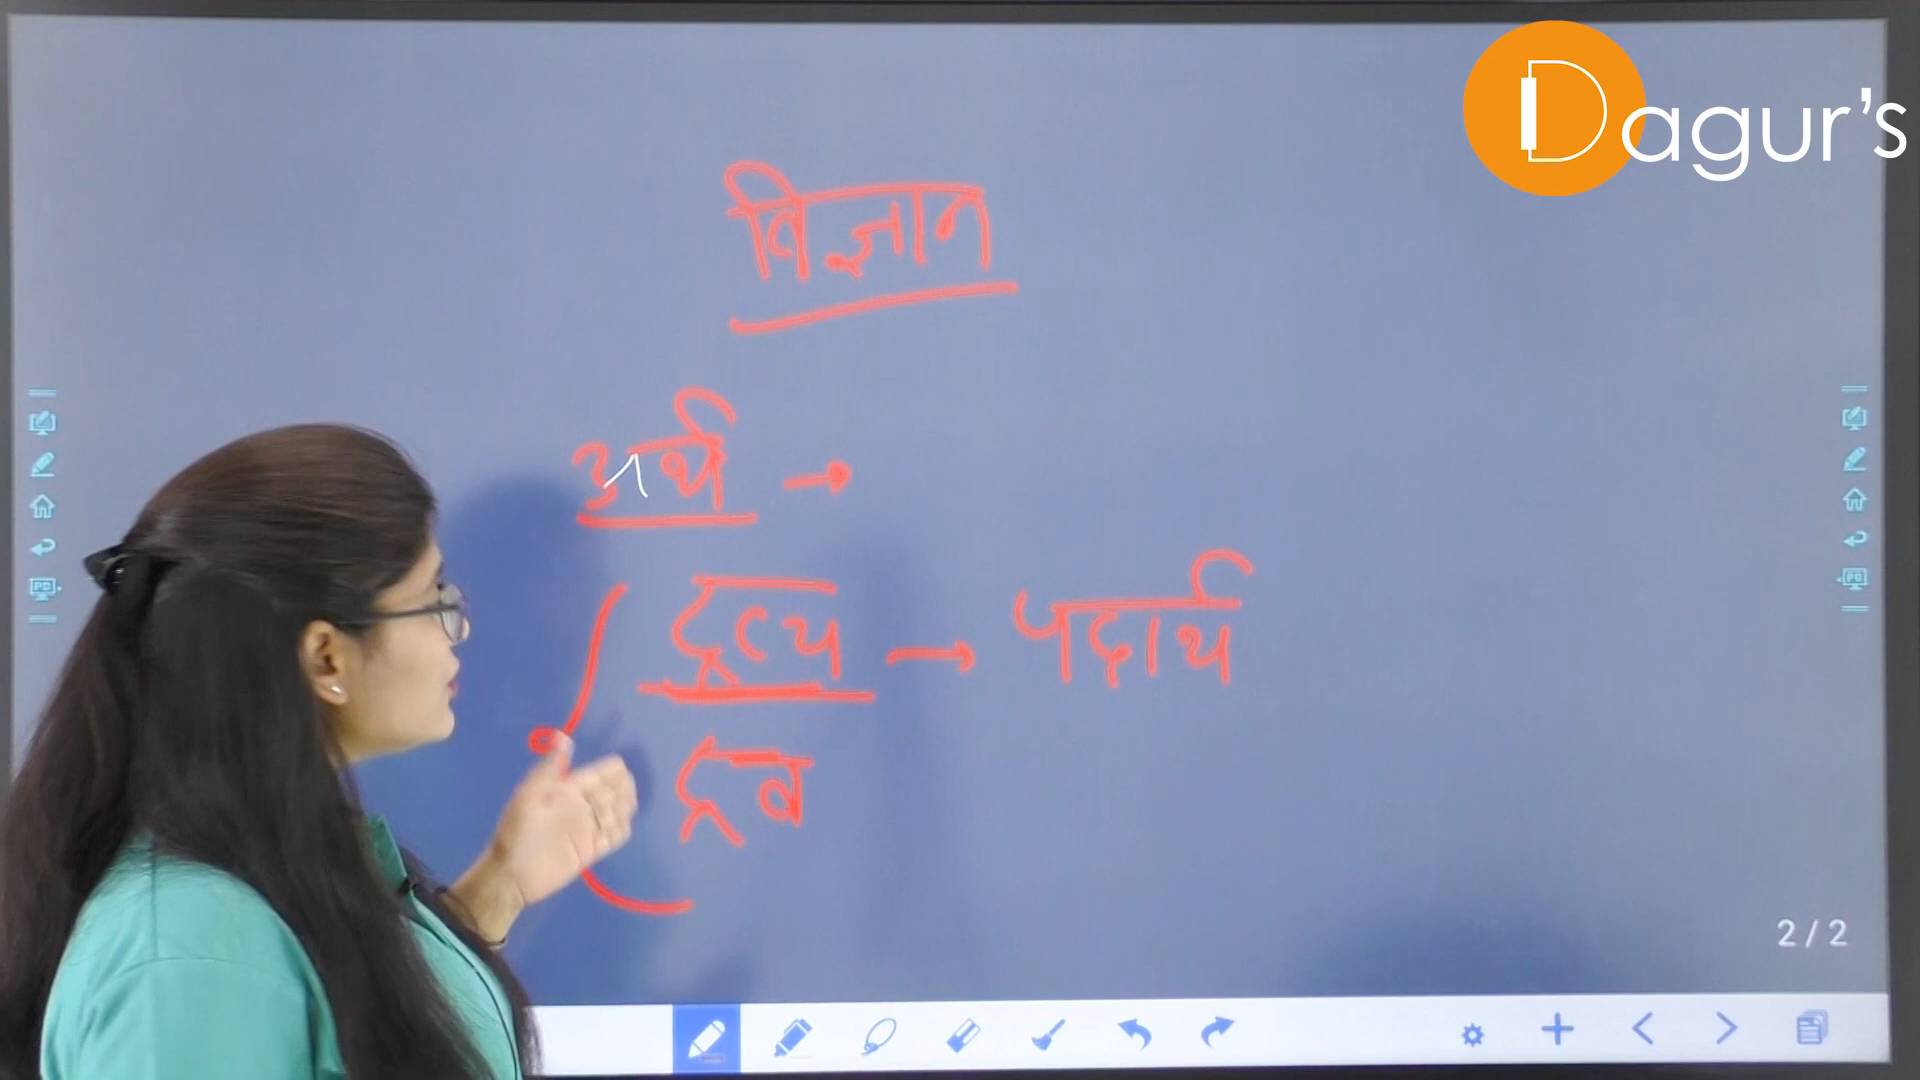 Dagur's
विज्ञान
अर्थ →
द्रव्य → पदार्थ
द्रव
2/2